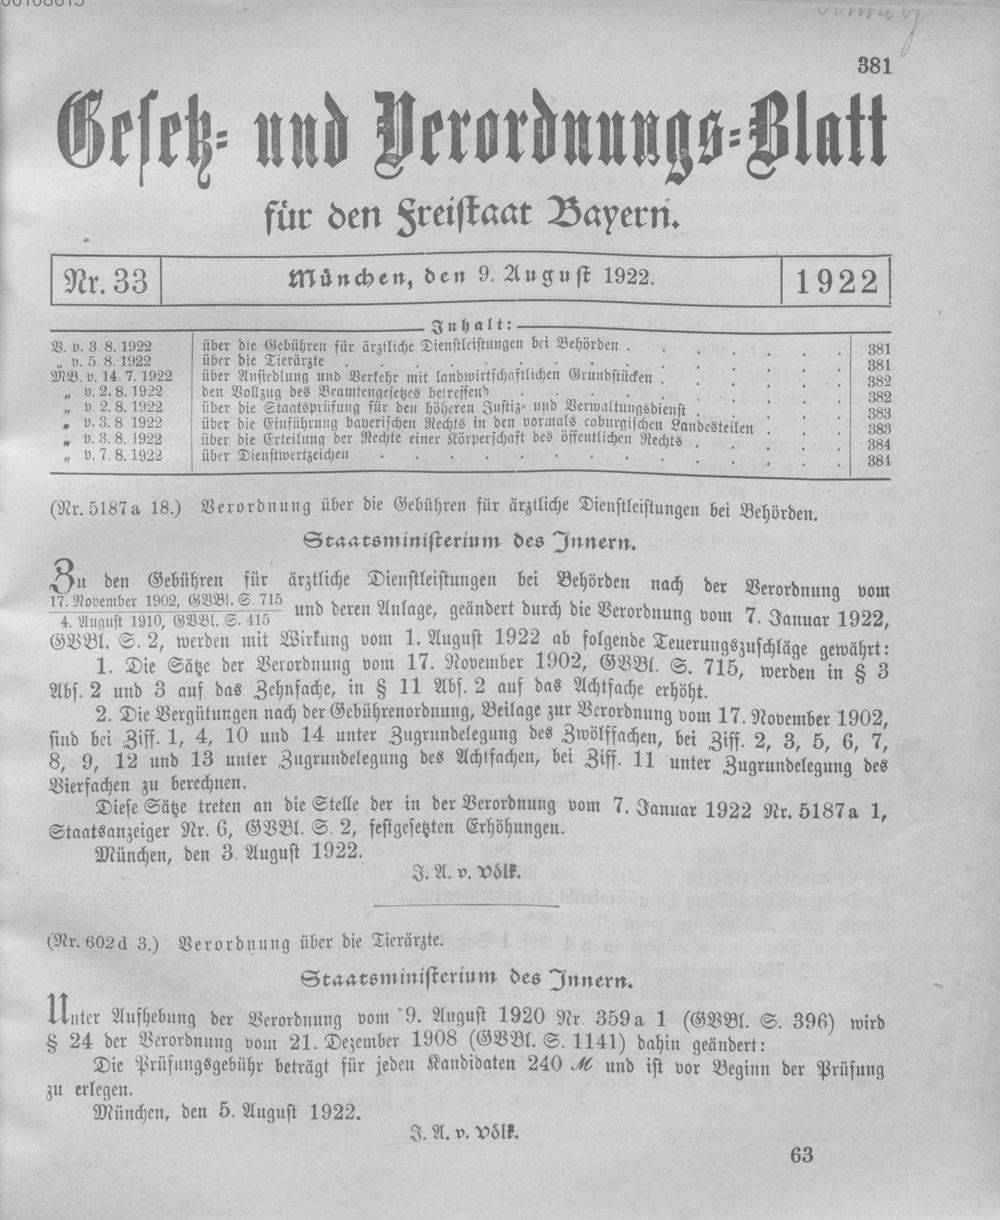 00108615
381
Gesetz- und Verordnungs-Blatt
für den Freistaat Bayern.
Nr. 33 München, den 9. August 1922. 1922
Inhalt:
V. v. 3. 8. 1922 über die Gebühren für ärztliche Dienstleistungen bei Behörden . . . . . . . 381
„ v. 5. 8. 1922 über die Tierärzte . . . . . . . . . . . . . . 381
MB. v. 14. 7. 1922 über Ansiedlung und Verkehr mit landwirtschaftlichen Grundstücken . . . . . . 382
„ v. 2. 8. 1922 den Vollzug des Beamtengesetzes betreffend . . . . . . . . . . 382
„ v. 2. 8. 1922 über die Staatsprüfung für den höheren Justiz- und Verwaltungsdienst . . . . . 383
„ v. 3. 8 1922 über die Einführung bayerischen Rechts in den vormals coburgischen Landesteilen . . . 383
„ v. 3. 8. 1922 über die Erteilung der Rechte einer Körperschaft des öffentlichen Rechts . . . . . 384
„ v. 7. 8. 1922 über Dienstwertzeichen . . . . . . . . . . . . . 384
(Nr. 5187a 18.) Verordnung über die Gebühren für ärztliche Dienstleistungen bei Behörden.
Staatsministerium des Innern.
Zu den Gebühren für ärztliche Dienstleistungen bei Behörden nach der Verordnung vom
17. November 1902, GVBl. S. 715
4. August 1910, GVBl. S. 415 und deren Anlage, geändert durch die Verordnung vom 7. Januar 1922,
GVBl. S. 2, werden mit Wirkung vom 1. August 1922 ab folgende Teuerungszuschläge gewährt:
1. Die Sätze der Verordnung vom 17. November 1902, GVBl. S. 715, werden in § 3
Abs. 2 und 3 auf das Zehnfache, in § 11 Abs. 2 auf das Achtfache erhöht.
2. Die Vergütungen nach der Gebührenordnung, Beilage zur Verordnung vom 17. November 1902,
sind bei Ziff. 1, 4, 10 und 14 unter Zugrundelegung des Zwölffachen, bei Ziff. 2, 3, 5, 6, 7,
8, 9, 12 und 13 unter Zugrundelegung des Achtfachen, bei Ziff. 11 unter Zugrundelegung des
Vierfachen zu berechnen.
Diese Sätze treten an die Stelle der in der Verordnung vom 7. Januar 1922 Nr. 5187a 1,
Staatsanzeiger Nr. 6, GVBl. S. 2, festgesetzten Erhöhungen.
München, den 3. August 1922.
J. A. v. Völk.
(Nr. 602d 3.) Verordnung über die Tierärzte.
Staatsministerium des Innern.
Unter Aufhebung der Verordnung vom 9. August 1920 Nr 359a 1 (GVBl. S. 396) wird
§ 24 der Verordnung vom 21. Dezember 1908 (GVBl. S. 1141) dahin geändert:
Die Prüfungsgebühr beträgt für jeden Kandidaten 240 ℳ und ist vor Beginn der Prüfung
zu erlegen.
München, den 5. August 1922.
J. A. v. Völk.
63